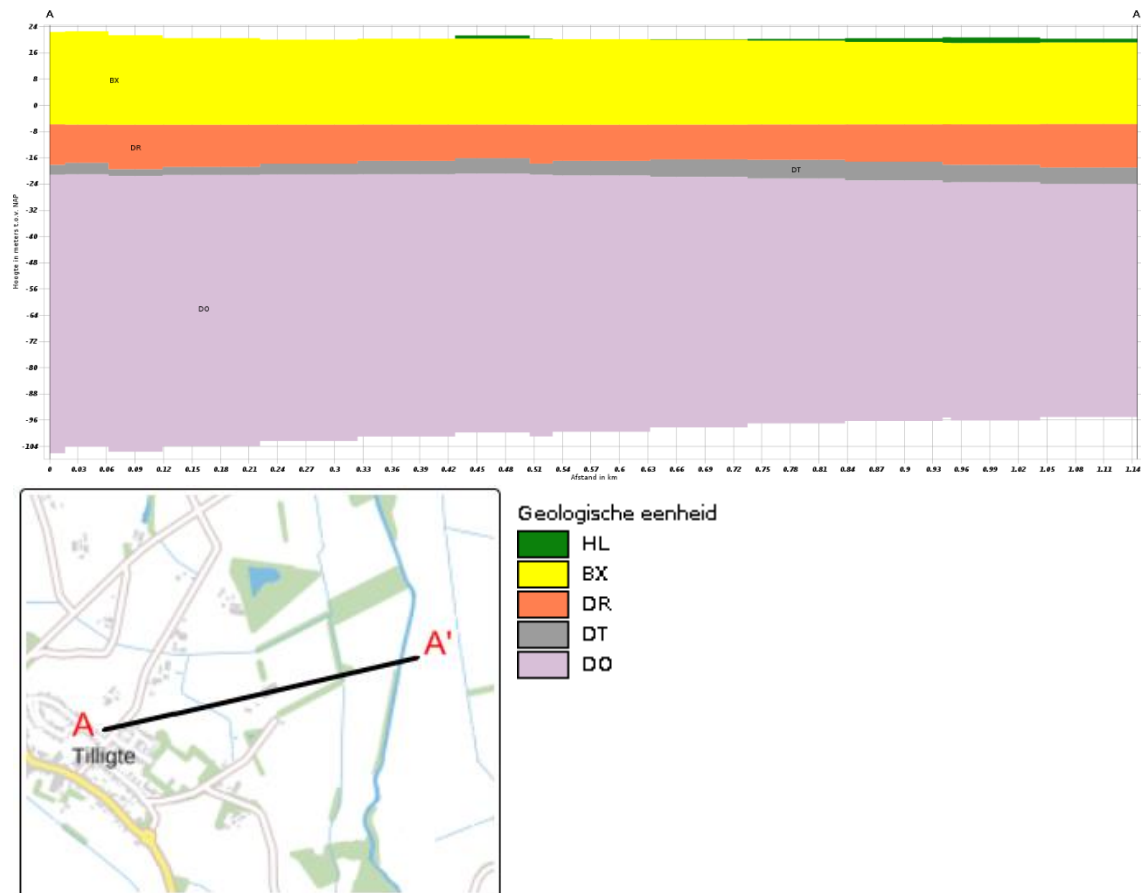 A A
24
16
8
0
-8
-16
-24
-32
-40
-48
-56
-64
-72
-80
-88
-96
-104
Hoogte in meters t.o.v. NAP
BX
DR
DT
DO
0 0.03 0.06 0.09 0.12 0.15 0.18 0.21 0.24 0.27 0.3 0.33 0.36 0.39 0.42 0.45 0.48 0.51 0.54 0.57 0.6 0.63 0.66 0.69 0.72 0.75 0.78 0.81 0.84 0.87 0.9 0.93 0.96 0.99 1.02 1.05 1.08 1.11 1.14
Afstand in km
A'
A
Tilligte
Geologische eenheid
HL
BX
DR
DT
DO